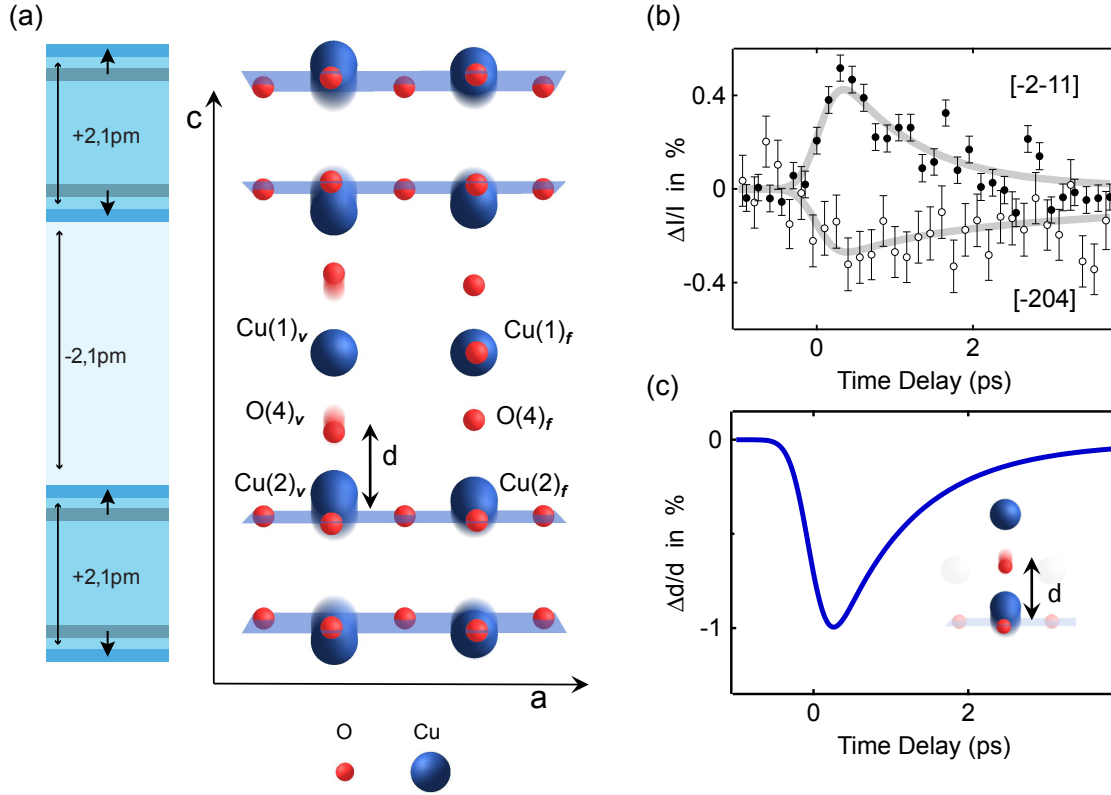 (a)
+2,1pm
-2,1pm
+2,1pm
c
Cu(1)v
Cu(1)f
O(4)v
O(4)f
d
Cu(2)v
Cu(2)f
a
O
Cu
(b)
ΔI/I in %
0.4
0
-0.4
[-2-11]
[-204]
0
2
Time Delay (ps)
(c)
Δd/d in %
0
-1
d
0
2
Time Delay (ps)